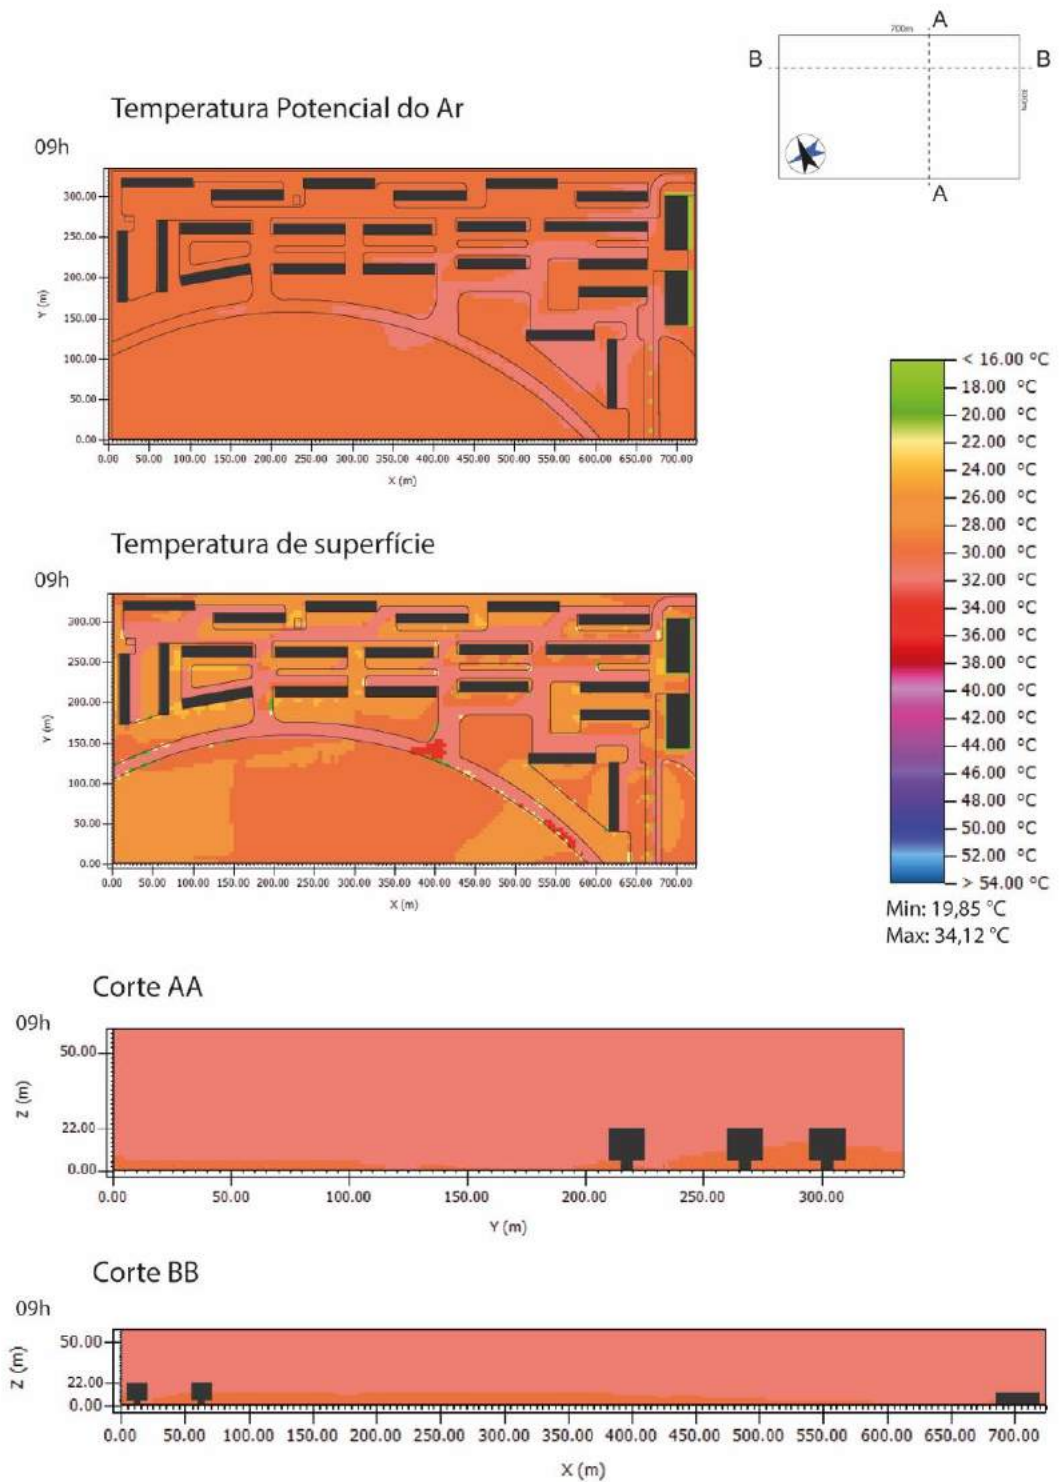 A
700m
B
B
A
Temperatura Potencial do Ar
09h
300.00
250.00
200.00
150.00
100.00
50.00
0.00
Y (m)
0.00 50.00 100.00 150.00 200.00 250.00 300.00 350.00 400.00 450.00 500.00 550.00 600.00 650.00 700.00
X (m)
Temperatura de superfície
09h
300.00
250.00
200.00
150.00
100.00
50.00
0.00
Y (m)
0.00 50.00 100.00 150.00 200.00 250.00 300.00 350.00 400.00 450.00 500.00 550.00 600.00 650.00 700.00
X (m)
< 16.00 °C
18.00 °C
20.00 °C
22.00 °C
24.00 °C
26.00 °C
28.00 °C
30.00 °C
32.00 °C
34.00 °C
36.00 °C
38.00 °C
40.00 °C
42.00 °C
44.00 °C
46.00 °C
48.00 °C
50.00 °C
52.00 °C
> 54.00 °C
Min: 19,85 °C
Max: 34,12 °C
Corte AA
09h
50.00
22.00
0.00
Z (m)
0.00 50.00 100.00 150.00 200.00 250.00 300.00
Y (m)
Corte BB
09h
50.00
22.00
0.00
Z (m)
0.00 50.00 100.00 150.00 200.00 250.00 300.00 350.00 400.00 450.00 500.00 550.00 600.00 650.00 700.00
X (m)